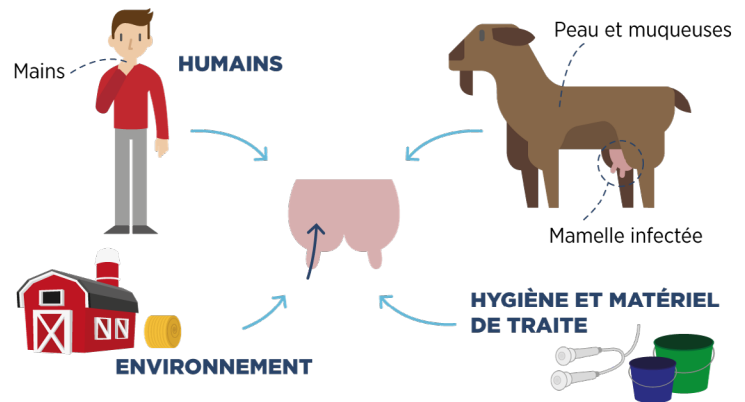 Mains
HUMAINS
Peau et muqueuses
Mamelle infectée
ENVIRONNEMENT
HYGIÈNE ET MATÉRIEL
DE TRAITE